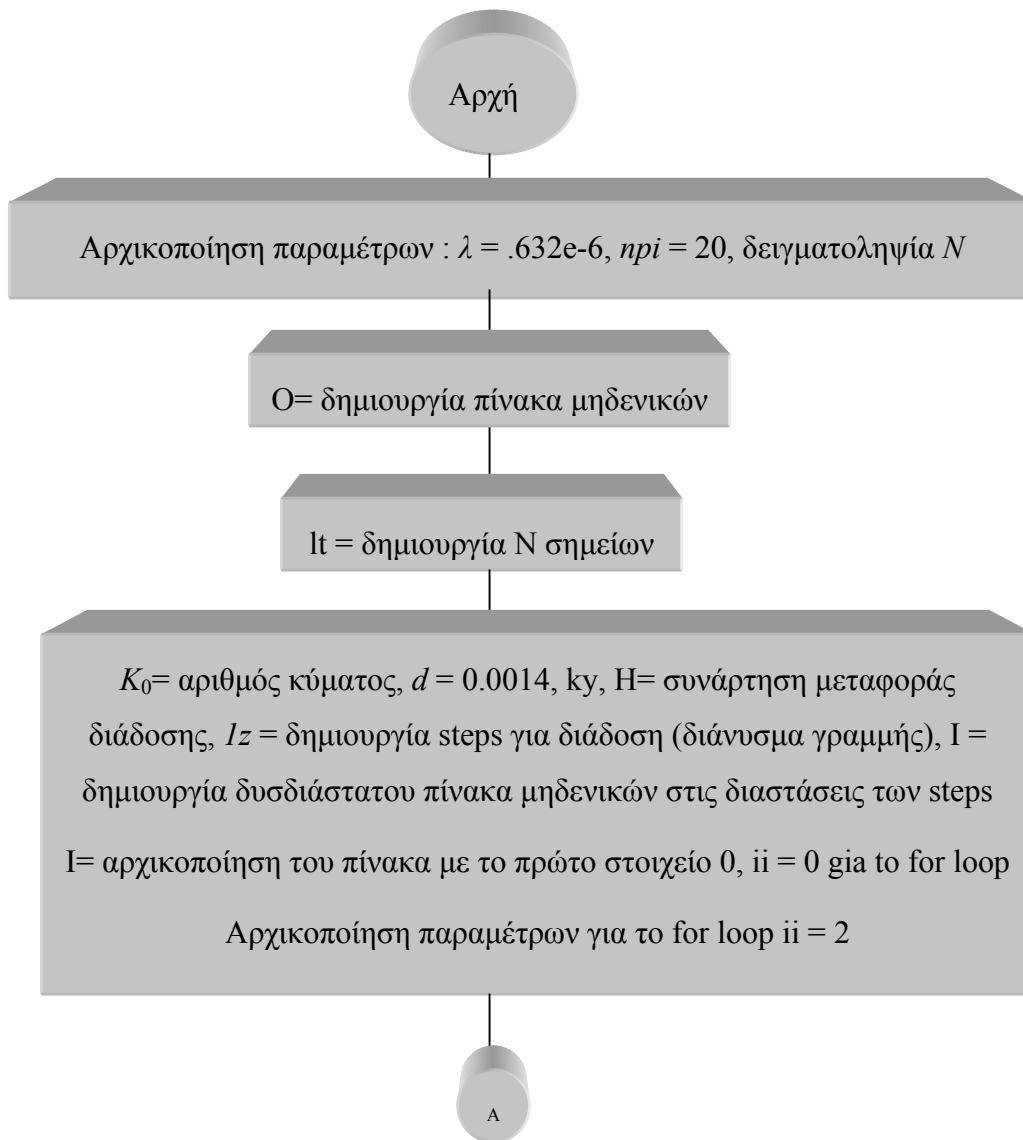 Αρχή
Αρχικοποίηση παραμέτρων : λ = .632e-6, npi = 20, δειγματοληψία N
O= δημιουργία πίνακα μηδενικών
lt = δημιουργία N σημείων
K₀= αριθμός κύματος, d = 0.0014, ky, H= συνάρτηση μεταφοράς
διάδοσης, 1z = δημιουργία steps για διάδοση (διάνυσμα γραμμής), I =
δημιουργία δυσδιάστατου πίνακα μηδενικών στις διαστάσεις των steps
I= αρχικοποίηση του πίνακα με το πρώτο στοιχείο 0, ii = 0 gia to for loop
Αρχικοποίηση παραμέτρων για το for loop ii = 2
A